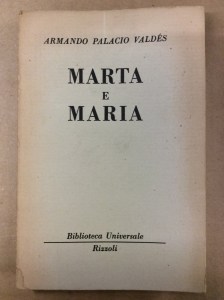 ARMANDO PALACIO VALDÉS
MARTA
E
MARIA
Biblioteca Universale
Rizzoli